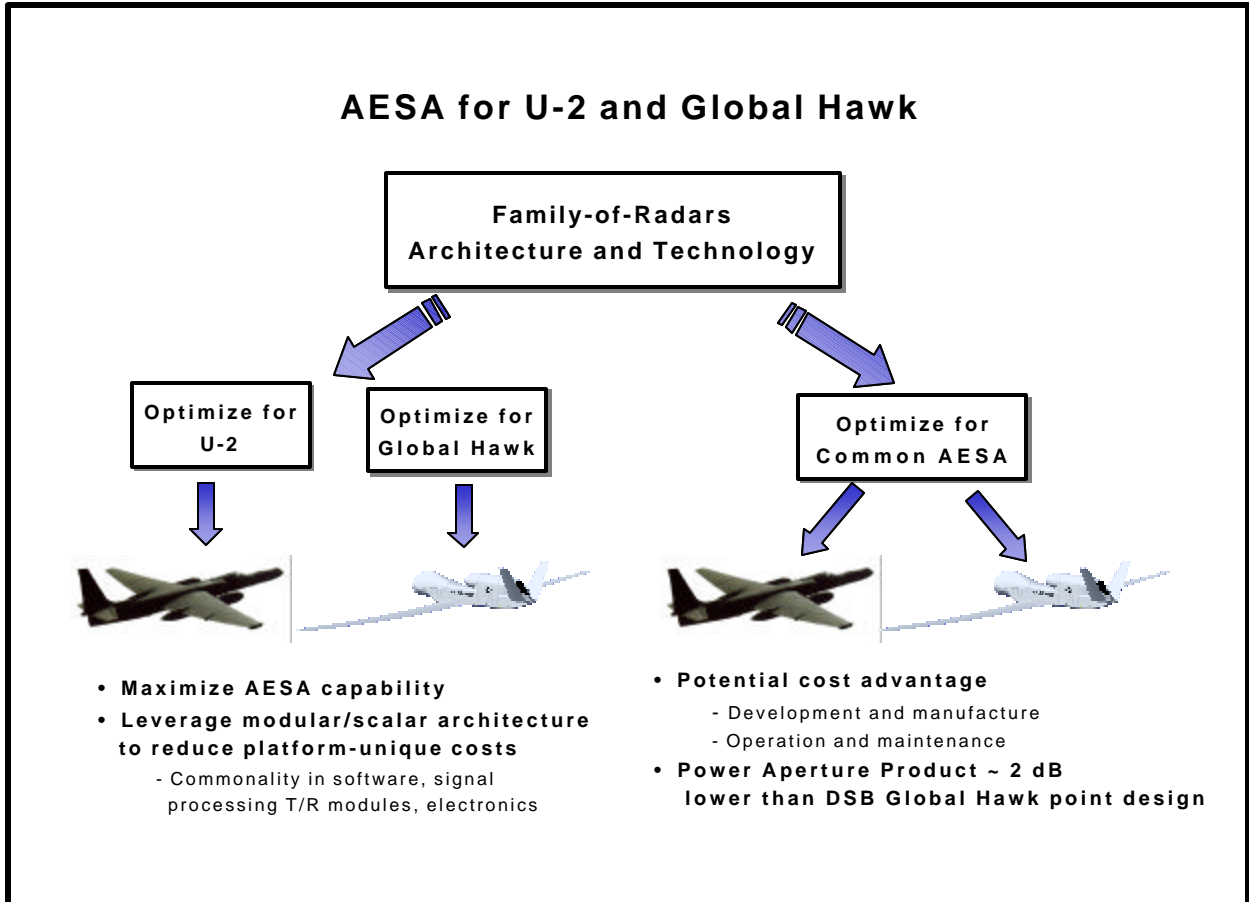 AESA for U-2 and Global Hawk
Family-of-Radars
Architecture and Technology
Optimize for
U-2
Optimize for
Global Hawk
Optimize for
Common AESA
• Maximize AESA capability
• Leverage modular/scalar architecture
to reduce platform-unique costs
- Commonality in software, signal
processing T/R modules, electronics
• Potential cost advantage
- Development and manufacture
- Operation and maintenance
• Power Aperture Product ~ 2 dB
lower than DSB Global Hawk point design